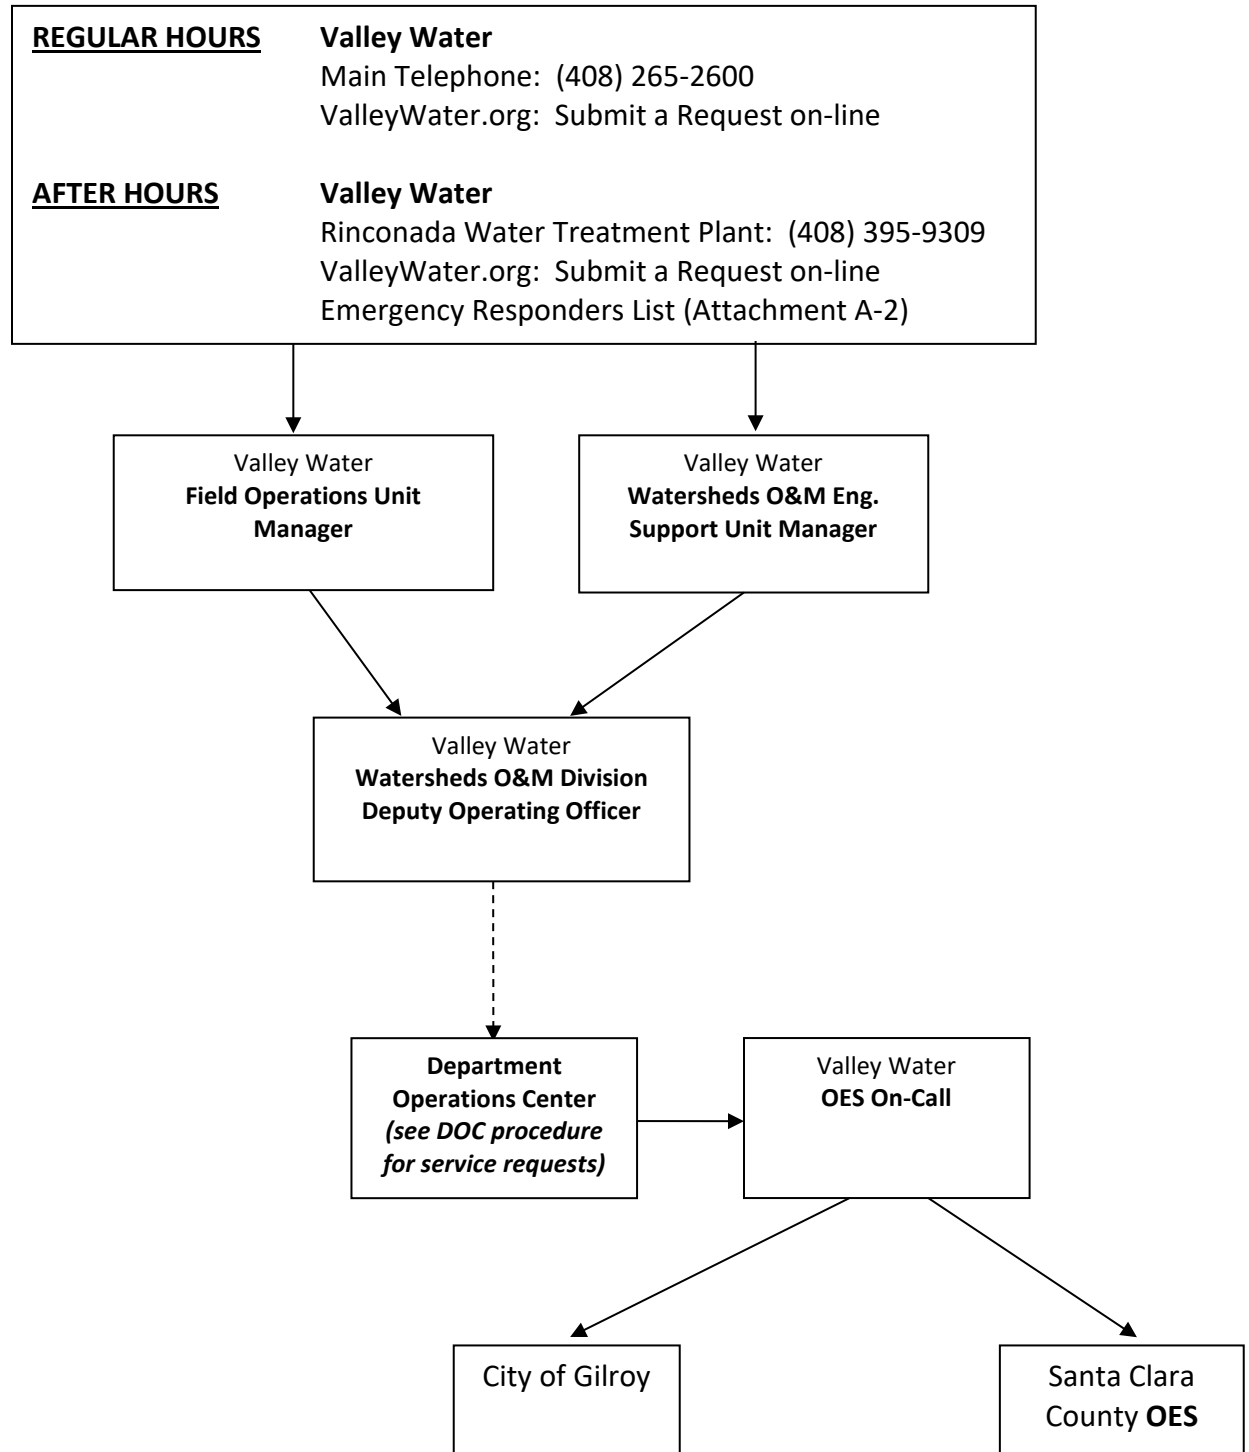 REGULAR HOURS Valley Water
Main Telephone: (408) 265-2600
ValleyWater.org: Submit a Request on-line
AFTER HOURS Valley Water
Rinconada Water Treatment Plant: (408) 395-9309
ValleyWater.org: Submit a Request on-line
Emergency Responders List (Attachment A-2)
Valley Water
Field Operations Unit
Manager
Valley Water
Watersheds O&M Eng.
Support Unit Manager
Valley Water
Watersheds O&M Division
Deputy Operating Officer
Department
Operations Center
(see DOC procedure
for service requests)
Valley Water
OES On-Call
City of Gilroy
Santa Clara
County OES